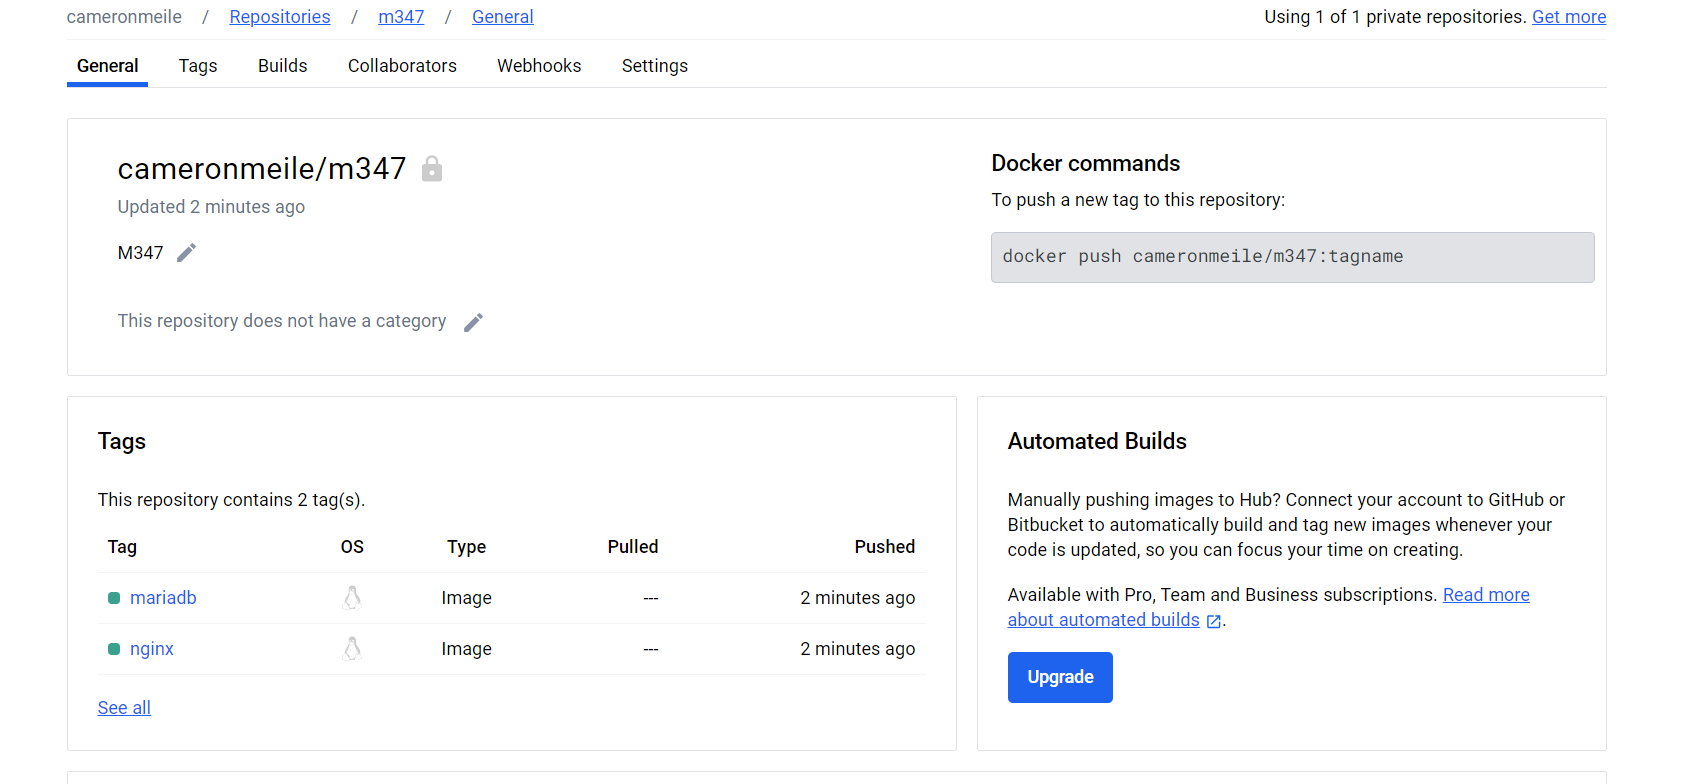 cameronmeile / Repositories / m347 / General
Using 1 of 1 private repositories. Get more
General Tags Builds Collaborators Webhooks Settings
cameronmeile/m347
Updated 2 minutes ago
M347
This repository does not have a category
Docker commands
To push a new tag to this repository:
docker push cameronmeile/m347:tagname
Tags
This repository contains 2 tag(s).
Tag OS Type Pulled Pushed
mariadb Image --- 2 minutes ago
nginx Image --- 2 minutes ago
See all
Automated Builds
Manually pushing images to Hub? Connect your account to GitHub or
Bitbucket to automatically build and tag new images whenever your
code is updated, so you can focus your time on creating.
Available with Pro, Team and Business subscriptions. Read more
about automated builds .
Upgrade